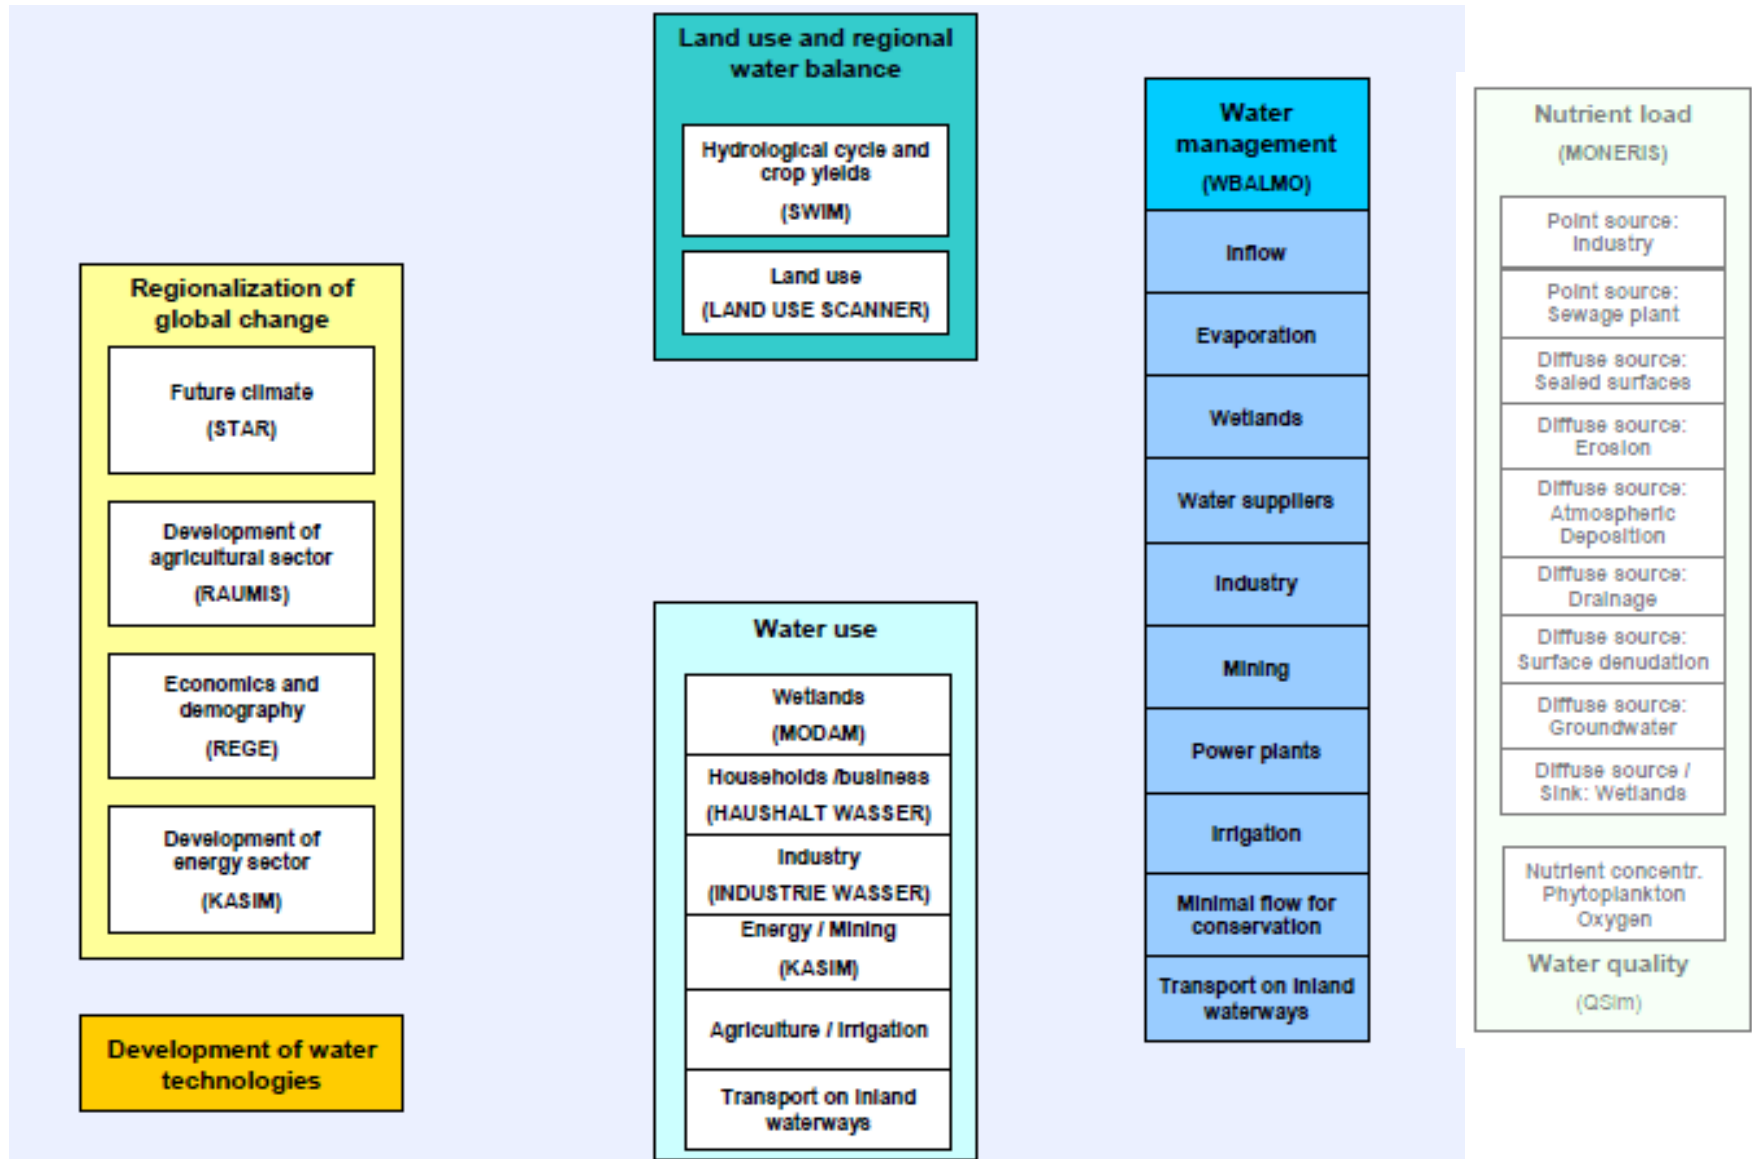 Regionalization of
global change
Future climate
(STAR)
Development of
agricultural sector
(RAUMIS)
Economics and
demography
(REGE)
Development of
energy sector
(KASIM)
Development of water
technologies
Land use and regional
water balance
Hydrological cycle and
crop yields
(SWIM)
Land use
(LAND USE SCANNER)
Water use
Wetlands
(MODAM)
Households /business
(HAUSHALT WASSER)
Industry
(INDUSTRIE WASSER)
Energy / Mining
(KASIM)
Agriculture / Irrigation
Transport on Inland
waterways
Water
management
(WBALMO)
Inflow
Evaporation
Wetlands
Water suppliers
Industry
Mining
Power plants
Irrigation
Minimal flow for
conservation
Transport on Inland
waterways
Nutrient load
(MONERIS)
Point source:
Industry
Point source:
Sewage plant
Diffuse source:
Sealed surfaces
Diffuse source:
Erosion
Diffuse source:
Atmospheric
Deposition
Diffuse source:
Drainage
Diffuse source:
Surface denudation
Diffuse source:
Groundwater
Diffuse source /
Sink: Wetlands
Nutrient concentr.
Phytoplankton
Oxygen
Water quality
(QSim)